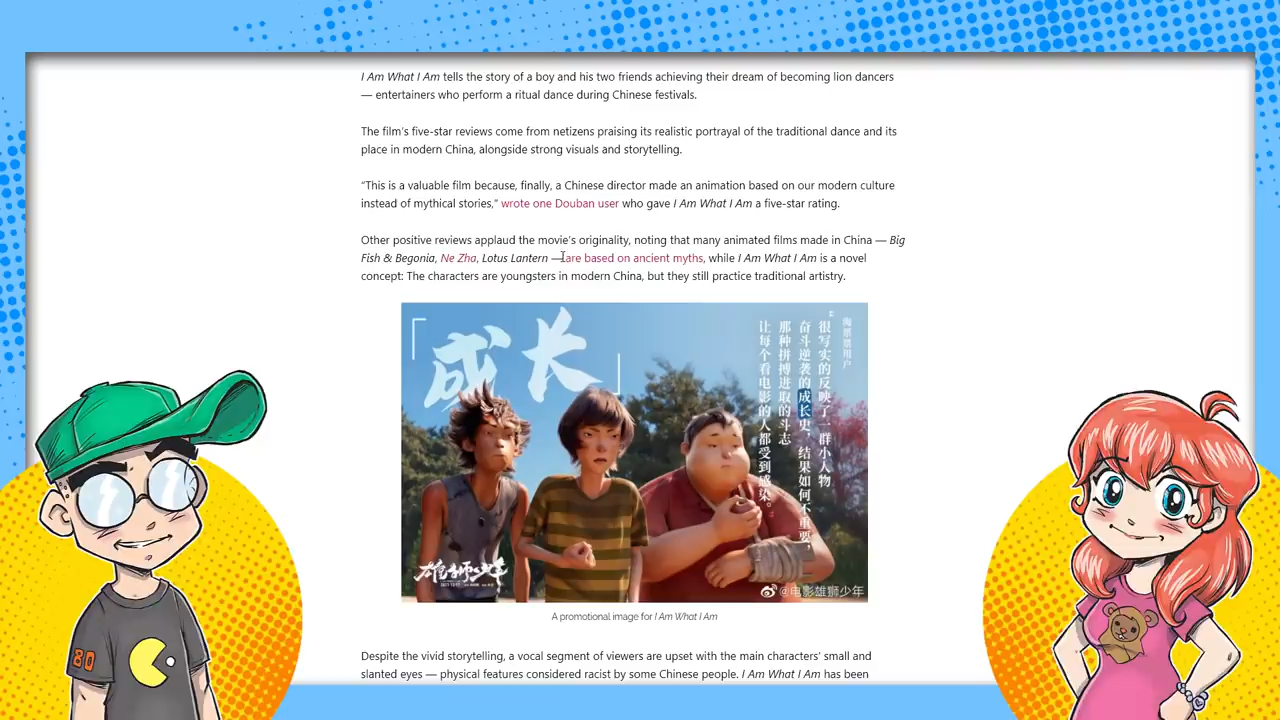 I Am What I Am tells the story of a boy and his two friends achieving their dream of becoming lion dancers
— entertainers who perform a ritual dance during Chinese festivals.
The film's five-star reviews come from netizens praising its realistic portrayal of the traditional dance and its
place in modern China, alongside strong visuals and storytelling.
“This is a valuable film because, finally, a Chinese director made an animation based on our modern culture
instead of mythical stories,” wrote one Douban user who gave I Am What I Am a five-star rating.
Other positive reviews applaud the movie's originality, noting that many animated films made in China — Big
Fish & Begonia, Ne Zha, Lotus Lantern — are based on ancient myths, while I Am What I Am is a novel
concept: The characters are youngsters in modern China, but they still practice traditional artistry.
「成长」
海票票用户
“很写实的反映了一群小人物
奋斗逆袭的成长史，结果如何不重要，
那种拼搏进取的斗志
让每个看电影的人都受到感染。
雄狮少年
@电影雄狮少年
A promotional image for I Am What I Am
Despite the vivid storytelling, a vocal segment of viewers are upset with the main characters' small and
slanted eyes — physical features considered racist by some Chinese people. I Am What I Am has been
80